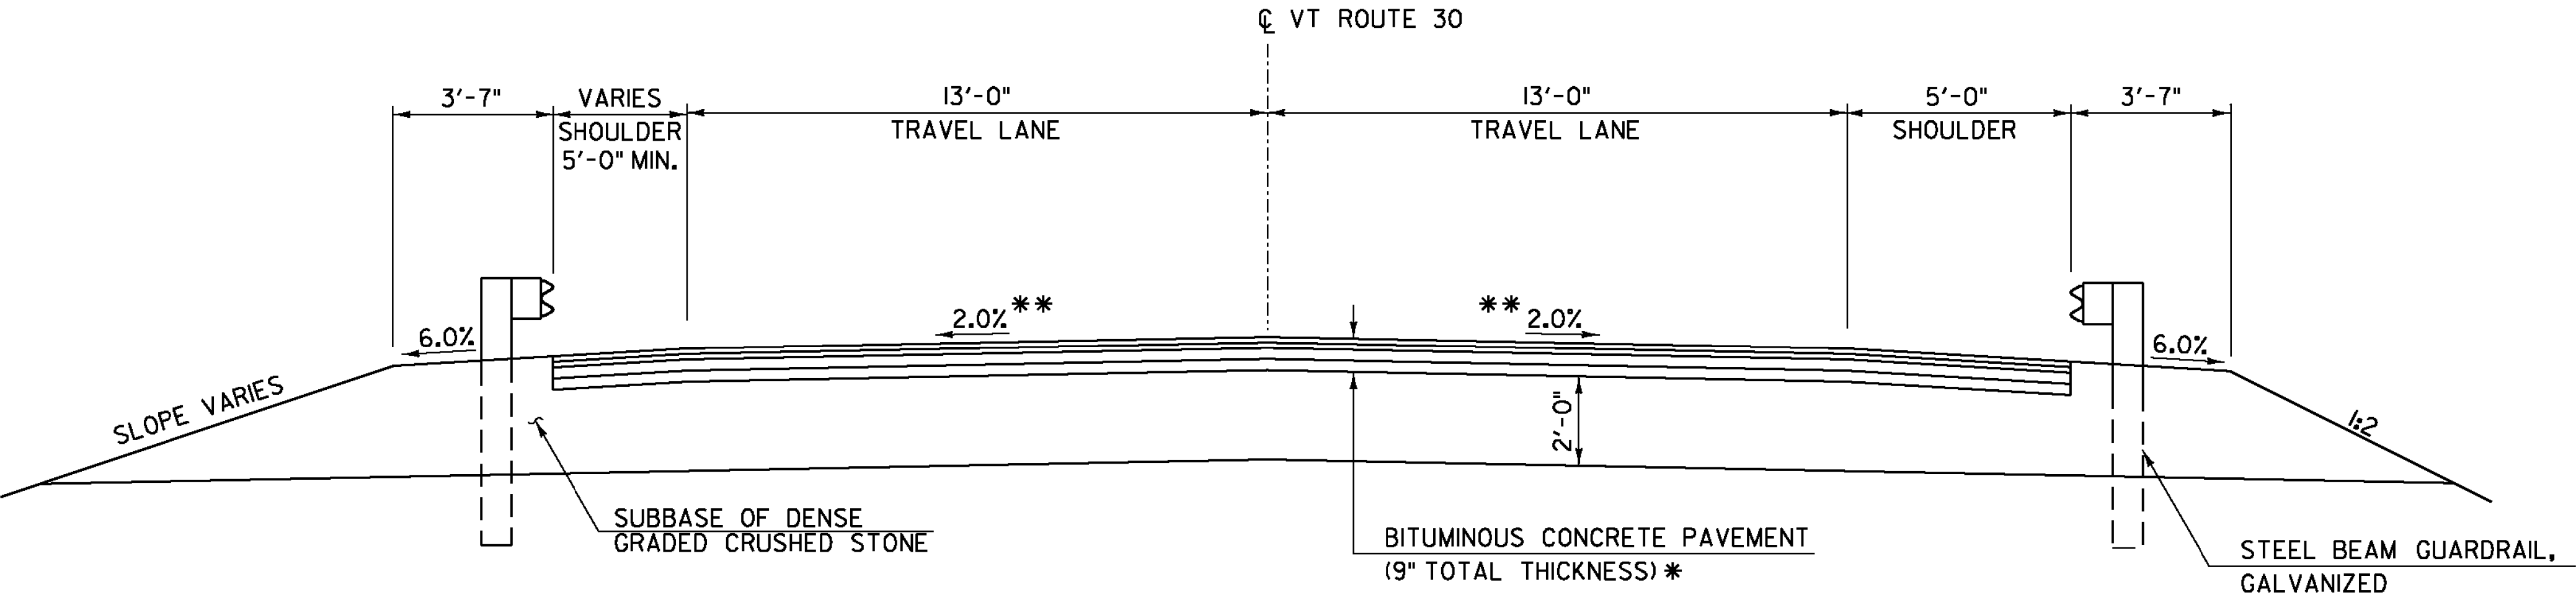 ℄ VT ROUTE 30
3'-7"
VARIES
SHOULDER
5'-0" MIN.
13'-0"
TRAVEL LANE
13'-0"
TRAVEL LANE
5'-0"
SHOULDER
3'-7"
6.0%
2.0% **
** 2.0%
6.0%
SLOPE VARIES
2'-0"
1:2
SUBBASE OF DENSE
GRADED CRUSHED STONE
BITUMINOUS CONCRETE PAVEMENT
(9" TOTAL THICKNESS) *
STEEL BEAM GUARDRAIL,
GALVANIZED